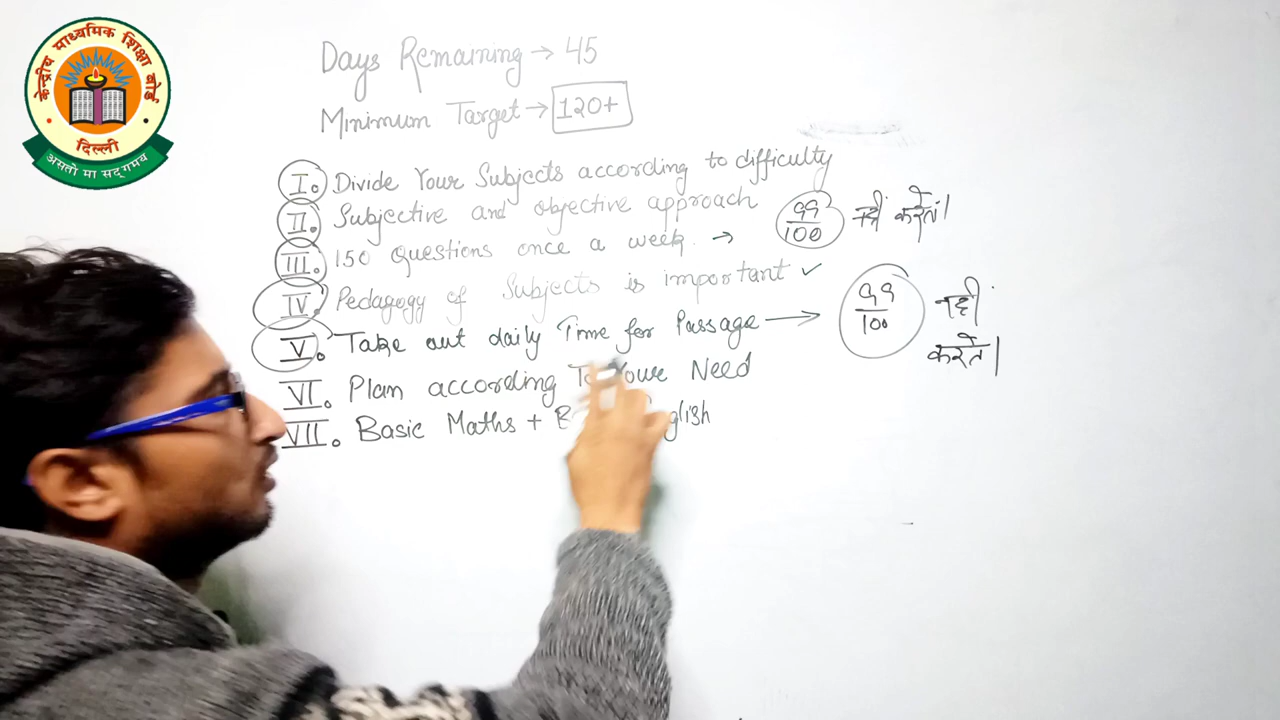 केन्द्रीय माध्यमिक शिक्षा बोर्ड
दिल्ली
असतो मा सद्गमय
Days Remaining → 45
Minimum Target → 120+
I. Divide Your Subjects according to difficulty
II. Subjective and objective approach
III. 150 Questions once a week. → 99/100 नहीं करते।
IV. Pedagogy of Subjects is important ✓
V. Take out daily Time for Passage → 99/100 नहीं
करते।
VI. Plan according To Need
VII. Basic Maths +